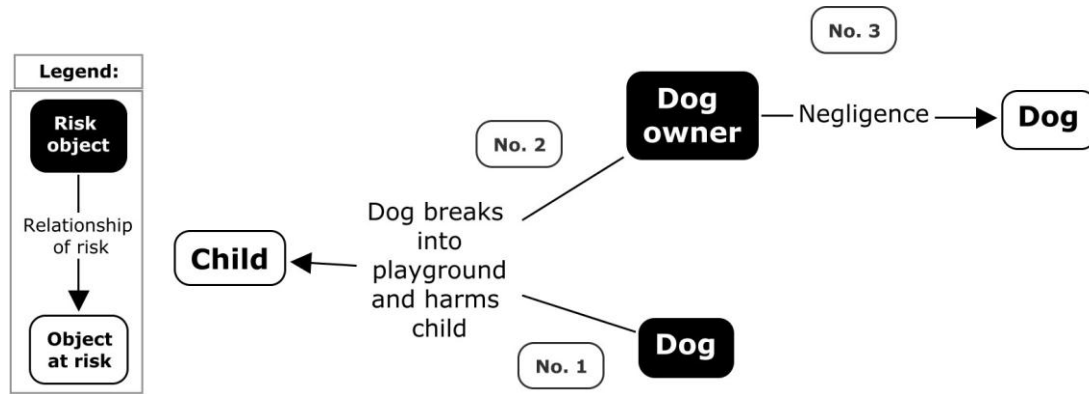 Legend:
Risk
object
Relationship
of risk
Object
at risk
Child
Dog breaks
into
playground
and harms
child
No. 1
Dog
No. 2
Dog
owner
Negligence
No. 3
Dog